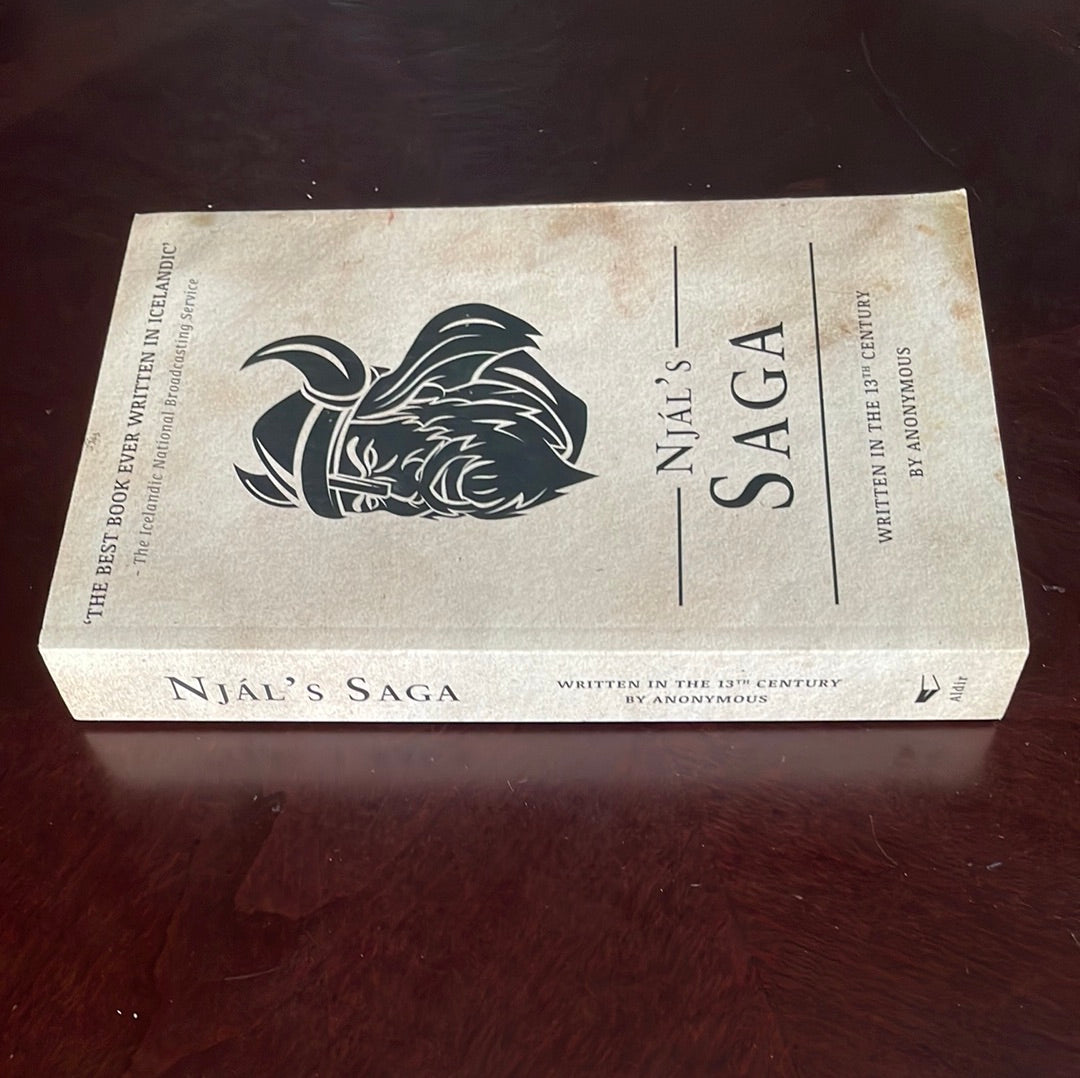 ‘THE BEST BOOK EVER WRITTEN IN ICELANDIC’
- The Icelandic National Broadcasting Service
NJÁL’S
SAGA
WRITTEN IN THE 13TH CENTURY
BY ANONYMOUS
NJÁL’S SAGA
WRITTEN IN THE 13TH CENTURY
BY ANONYMOUS
Aldir